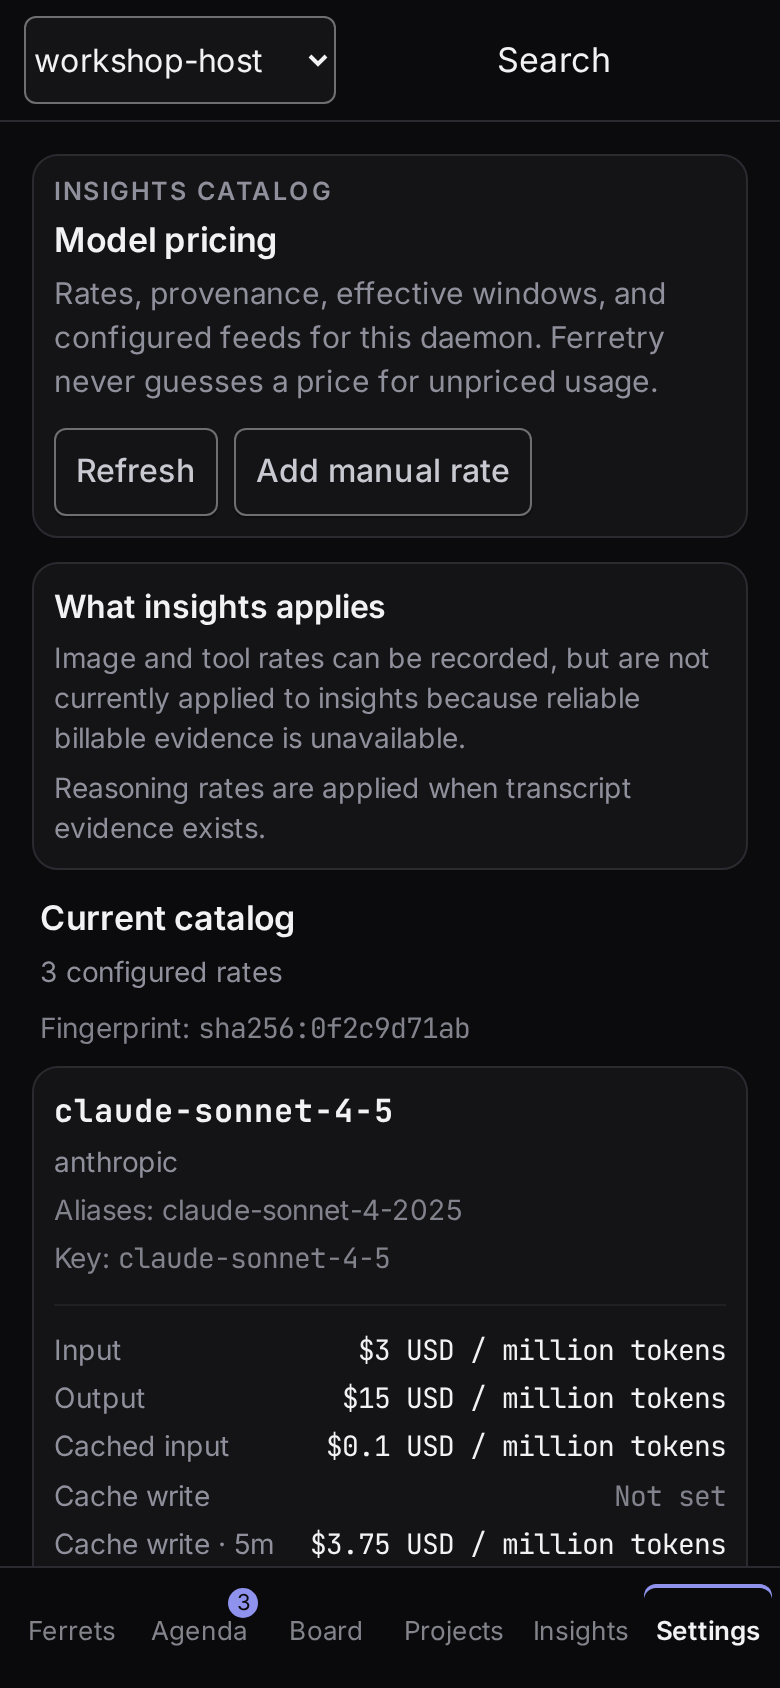 workshop-host
Search
INSIGHTS CATALOG
Model pricing
Rates, provenance, effective windows, and
configured feeds for this daemon. Ferretry
never guesses a price for unpriced usage.
Refresh
Add manual rate
What insights applies
Image and tool rates can be recorded, but are not
currently applied to insights because reliable
billable evidence is unavailable.
Reasoning rates are applied when transcript
evidence exists.
Current catalog
3 configured rates
Fingerprint: sha256:0f2c9d71ab
claude-sonnet-4-5
anthropic
Aliases: claude-sonnet-4-2025
Key: claude-sonnet-4-5
Input $3 USD / million tokens
Output $15 USD / million tokens
Cached input $0.1 USD / million tokens
Cache write Not set
Cache write · 5m $3.75 USD / million tokens
3
Ferrets Agenda Board Projects Insights Settings